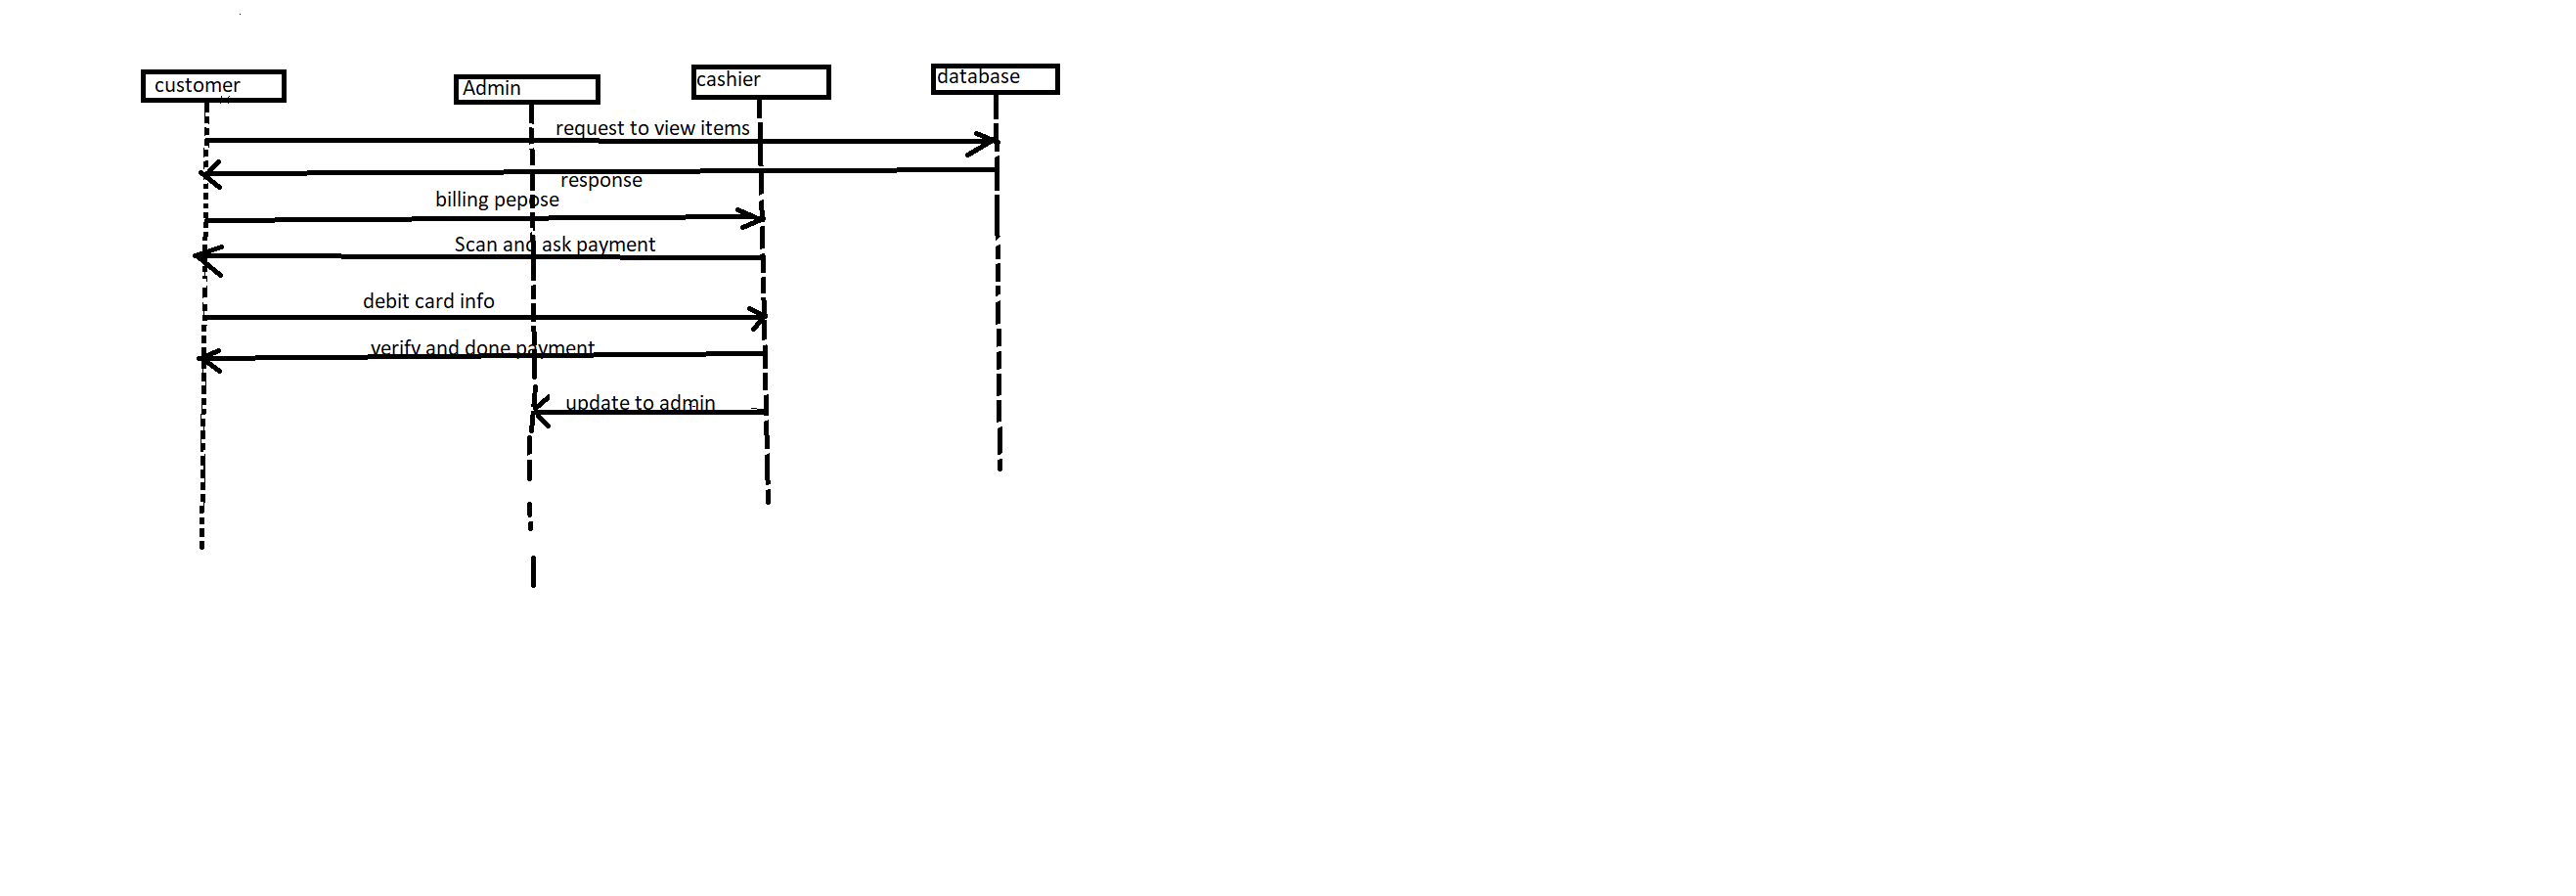 customer
Admin
cashier
database
request to view items
response
billing pepose
Scan and ask payment
debit card info
verify and done payment
update to admin